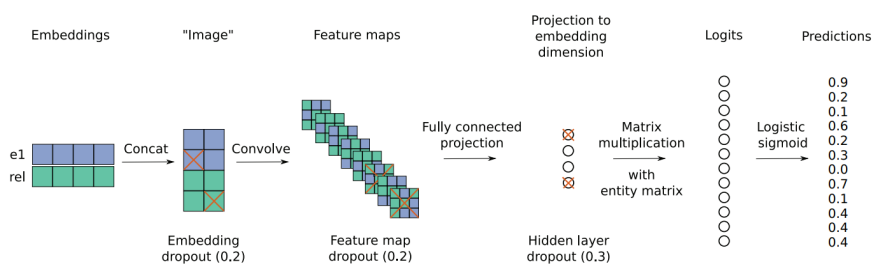 Embeddings
"Image"
Feature maps
Projection to
embedding
dimension
Logits
Predictions
e1
rel
Concat
Convolve
Fully connected
projection
Matrix
multiplication
with
entity matrix
Logistic
sigmoid
0.9
0.2
0.1
0.6
0.2
0.3
0.0
0.7
0.1
0.4
0.4
0.4
Embedding
dropout (0.2)
Feature map
dropout (0.2)
Hidden layer
dropout (0.3)